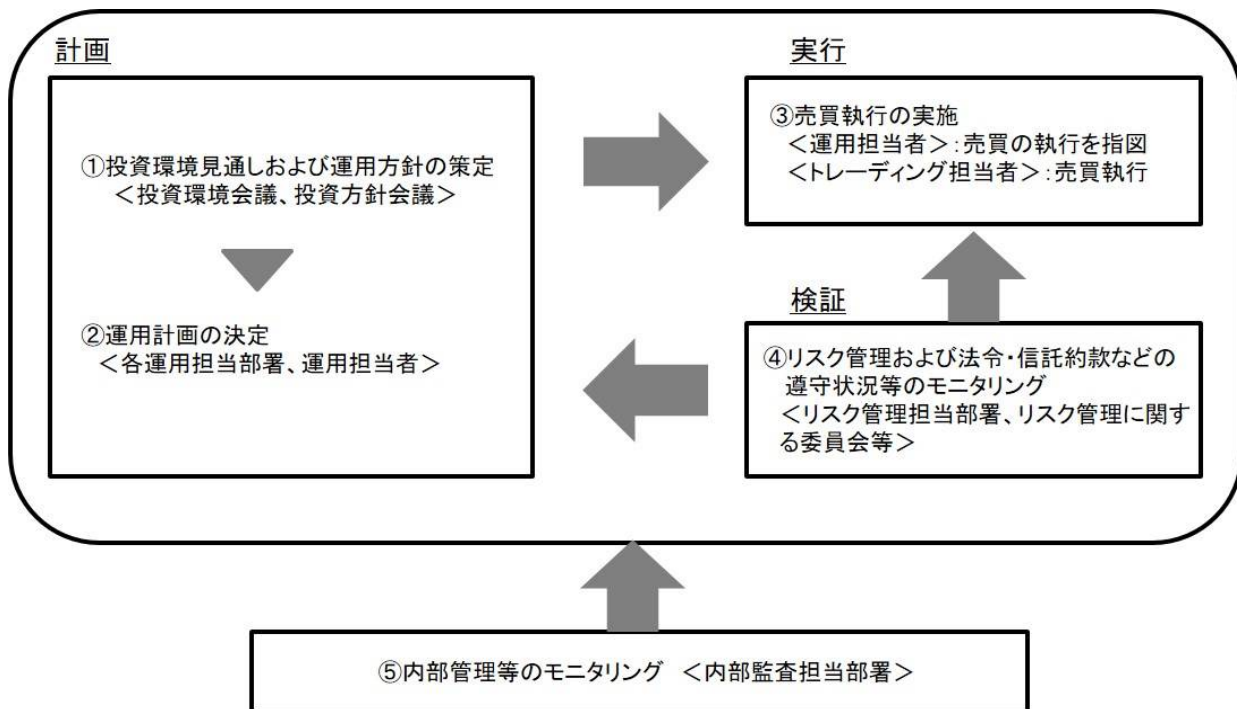 計画
①投資環境見通しおよび運用方針の策定
＜投資環境会議、投資方針会議＞
②運用計画の決定
＜各運用担当部署、運用担当者＞
実行
③売買執行の実施
＜運用担当者＞：売買の執行を指図
＜トレーディング担当者＞：売買執行
検証
④リスク管理および法令・信託約款などの
遵守状況等のモニタリング
＜リスク管理担当部署、リスク管理に関す
る委員会等＞
⑤内部管理等のモニタリング　＜内部監査担当部署＞